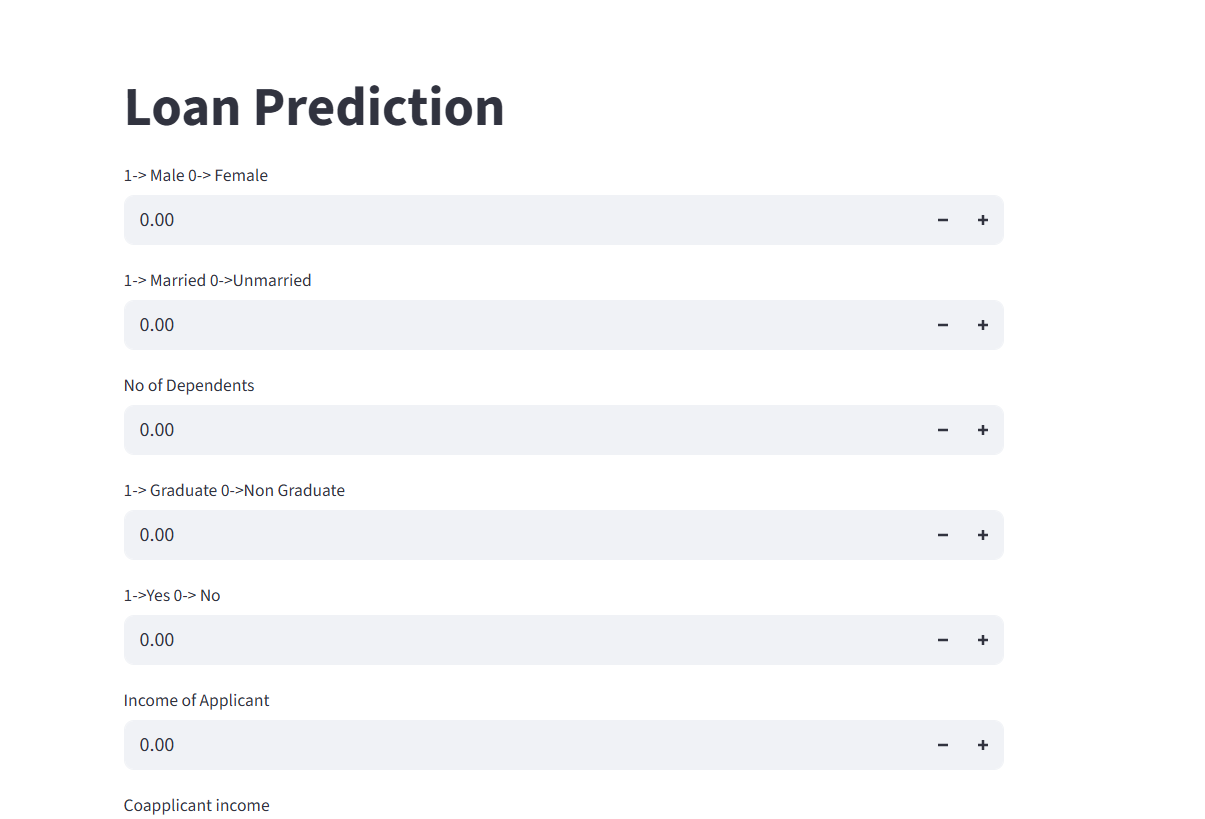 Loan Prediction
1-> Male 0-> Female
0.00
1-> Married 0->Unmarried
0.00
No of Dependents
0.00
1-> Graduate 0->Non Graduate
0.00
1->Yes 0-> No
0.00
Income of Applicant
0.00
Coapplicant income